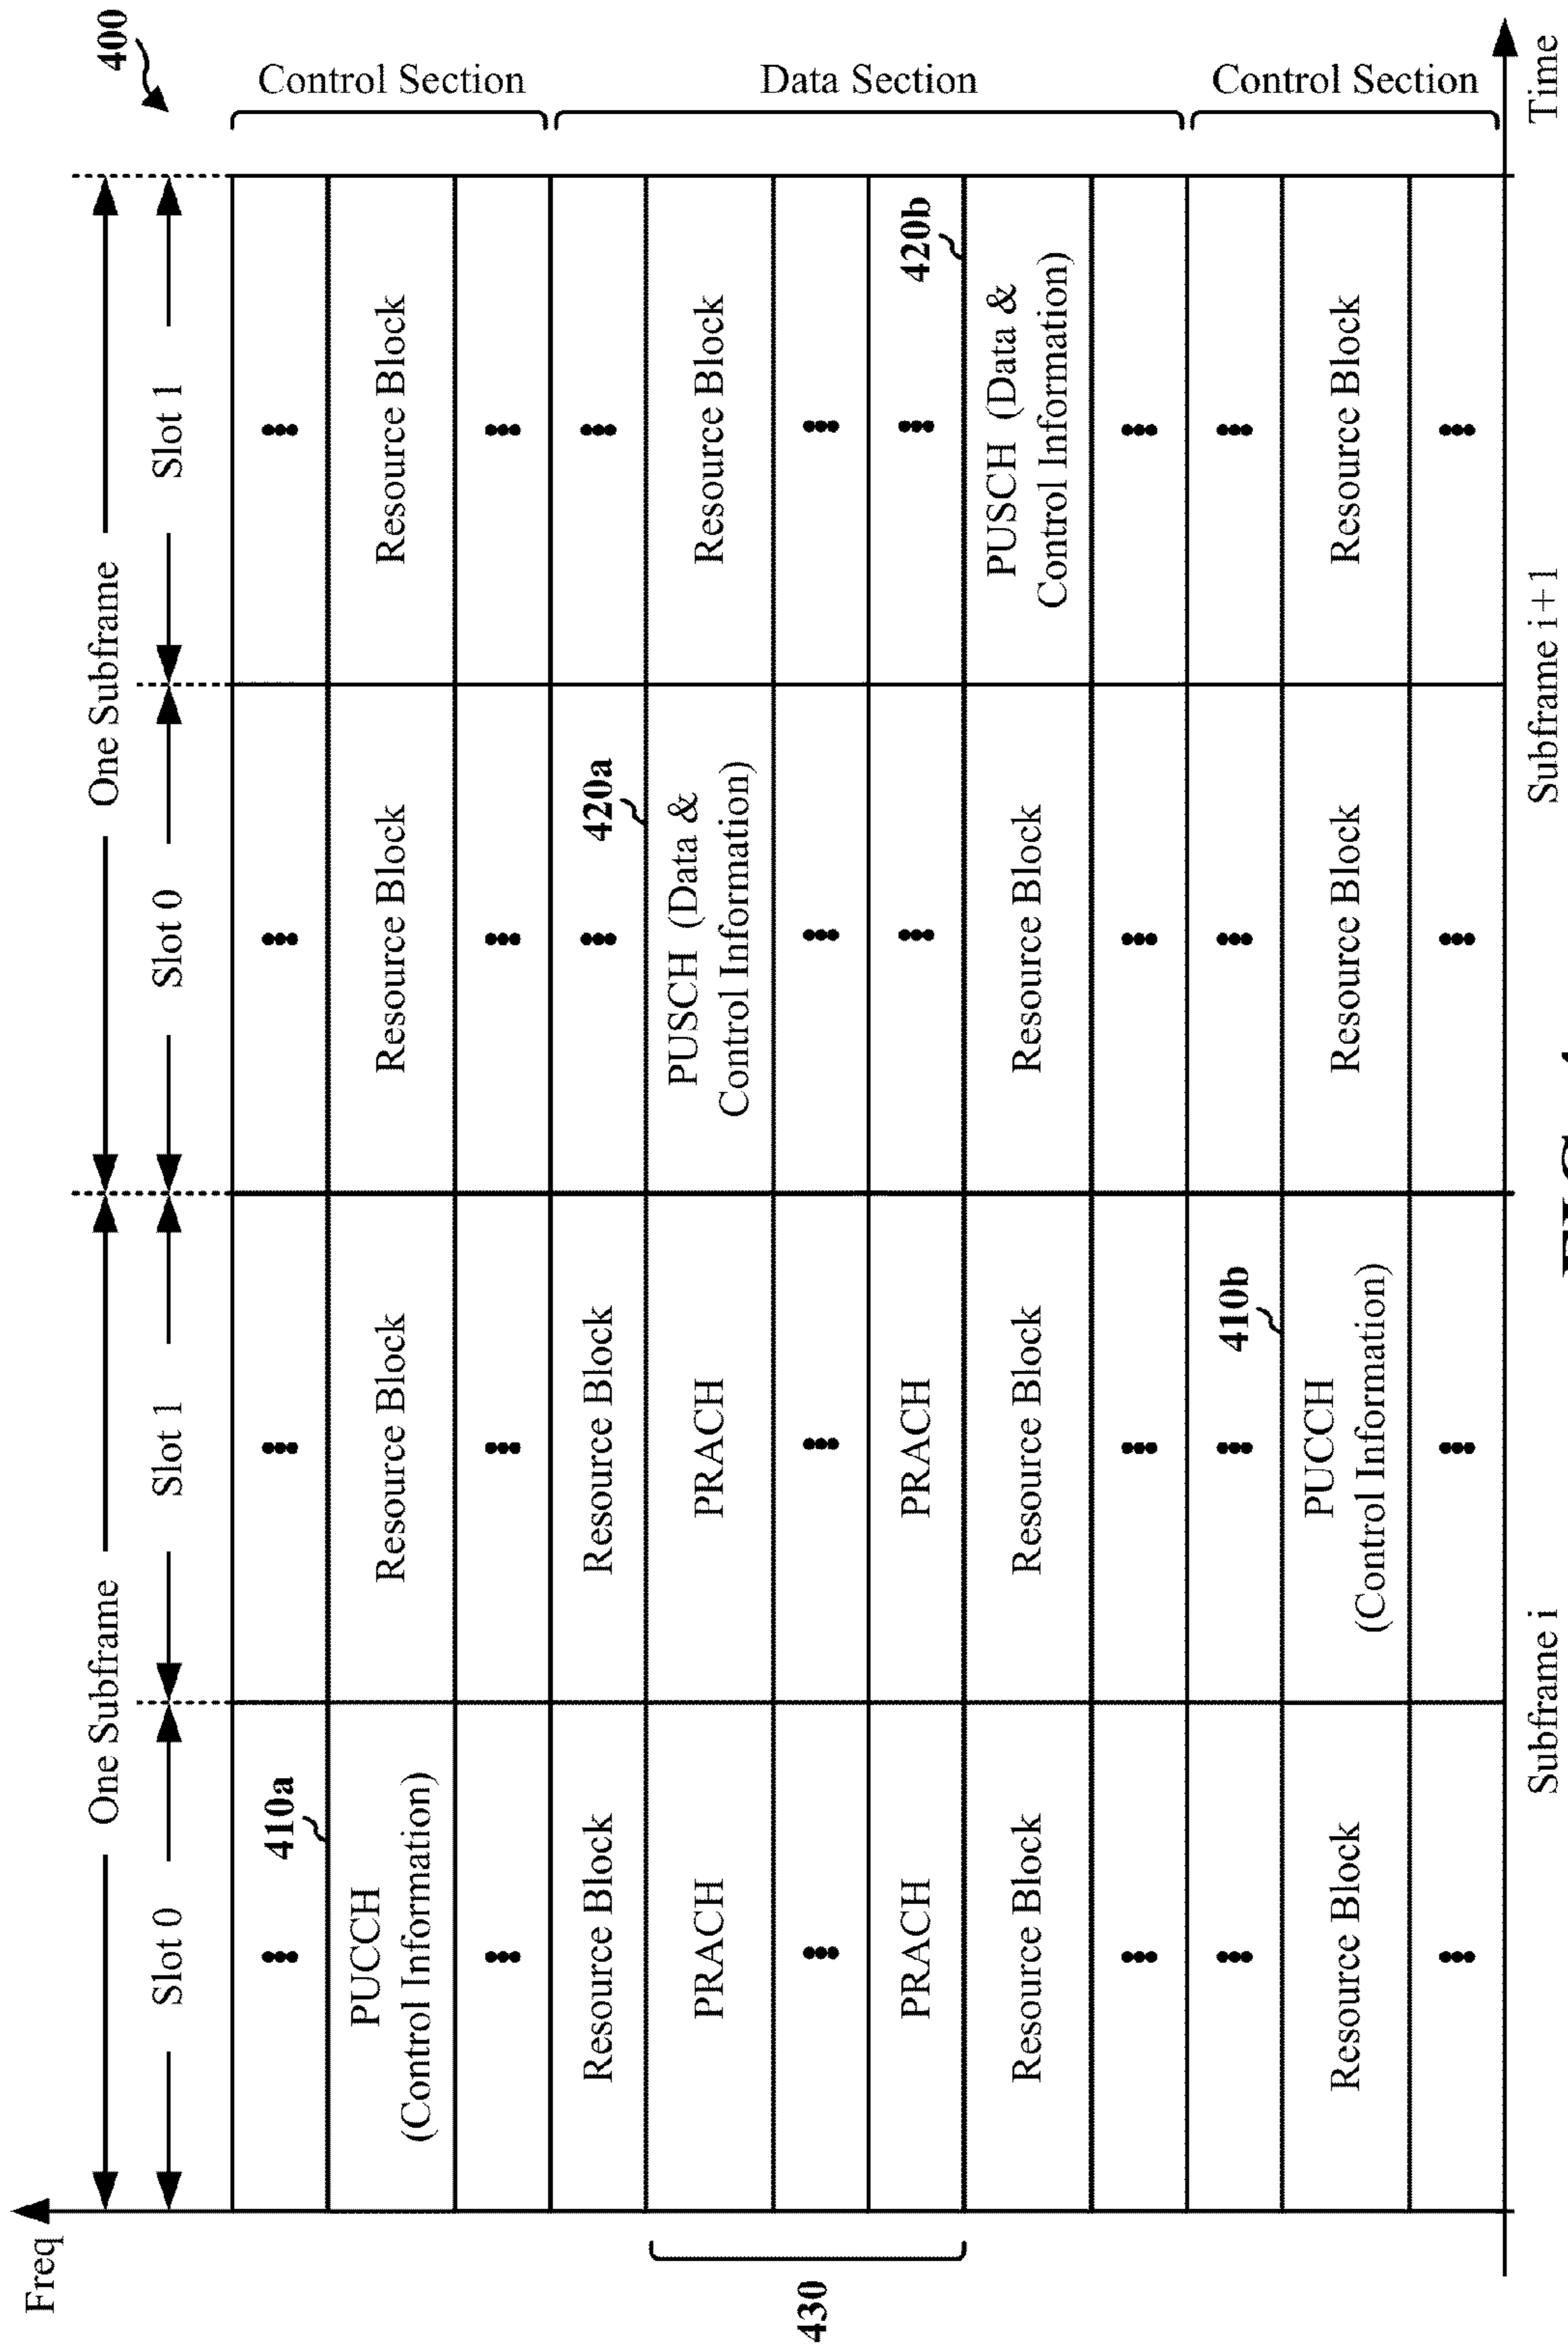 Freq
400
One Subframe
One Subframe
Slot 0
Slot 1
Slot 0
Slot 1
410a
PUCCH
(Control Information)
Resource Block
Resource Block
Resource Block
Control Section
Resource Block
Resource Block
420a
430
PRACH
PRACH
PUSCH (Data &
Control Information)
Resource Block
Data Section
PRACH
PRACH
420b
Resource Block
Resource Block
Resource Block
PUSCH (Data &
Control Information)
410b
Resource Block
PUCCH
(Control Information)
Resource Block
Resource Block
Control Section
Subframe i
Subframe i+1
Time